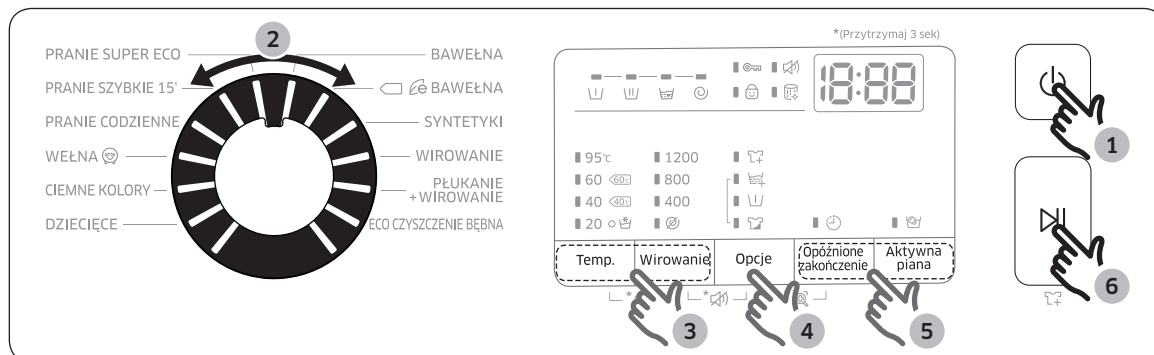 *(Przytrzymaj 3 sek)
2
1
PRANIE SUPER ECO
PRANIE SZYBKIE 15'
PRANIE CODZIENNE
WEŁNA
CIEMNE KOLORY
DZIECIĘCE
BAWEŁNA
BAWEŁNA
SYNTETYKI
WIROWANIE
PŁUKANIE
+WIROWANIE
ECO CZYSZCZENIE BĘBNA
18:88
95℃ 1200
60 60℃ 800
40 40℃ 400
20
Temp. Wirowanie Opcje Opóźnione zakończenie Aktywna piana
* *
3 4 5 6